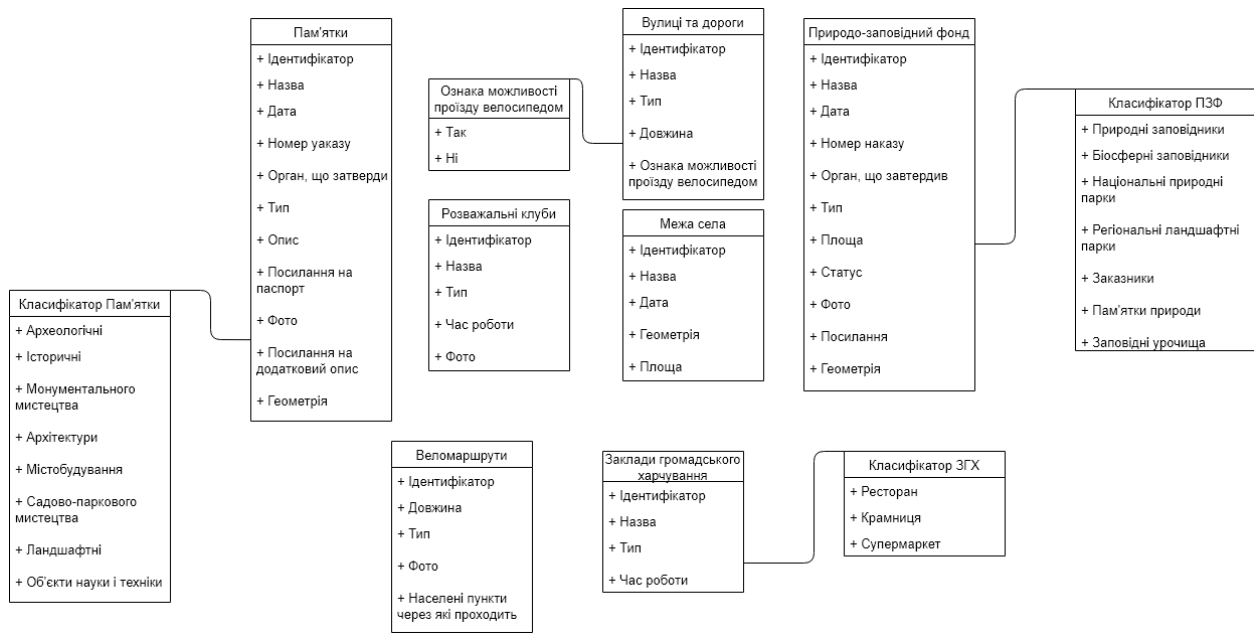 Пам'ятки
+ Ідентифікатор
+ Назва
+ Дата
+ Номер уаказу
+ Орган, що затверди
+ Тип
+ Опис
+ Посилання на
паспорт
+ Фото
+ Посилання на
додатковий опис
+ Геометрія
Ознака можливості
проїзду велосипедом
+ Так
+ Ні
Вулиці та дороги
+ Ідентифікатор
+ Назва
+ Тип
+ Довжина
+ Ознака можливості
проїзду велосипедом
Природо-заповідний фонд
+ Ідентифікатор
+ Назва
+ Дата
+ Номер наказу
+ Орган, що завтердив
+ Тип
+ Площа
+ Статус
+ Фото
+ Посилання
+ Геометрія
Класифікатор ПЗФ
+ Природні заповідники
+ Біосферні заповідники
+ Національні природні
парки
+ Регіональні ландшафтні
парки
+ Заказники
+ Пам'ятки природи
+ Заповідні урочища
Розважальні клуби
+ Ідентифікатор
+ Назва
+ Тип
+ Час роботи
+ Фото
Межа села
+ Ідентифікатор
+ Назва
+ Дата
+ Геометрія
+ Площа
Класифікатор Пам'ятки
+ Археологічні
+ Історичні
+ Монументального
мистецтва
+ Архітектури
+ Містобудування
+ Садово-паркового
мистецтва
+ Ландшафтні
+ Об'єкти науки і техніки
Веломаршрути
+ Ідентифікатор
+ Довжина
+ Тип
+ Фото
+ Населені пункти
через які проходить
Заклади громадського
харчування
+ Ідентифікатор
+ Назва
+ Тип
+ Час роботи
Класифікатор ЗГХ
+ Ресторан
+ Крамниця
+ Супермаркет